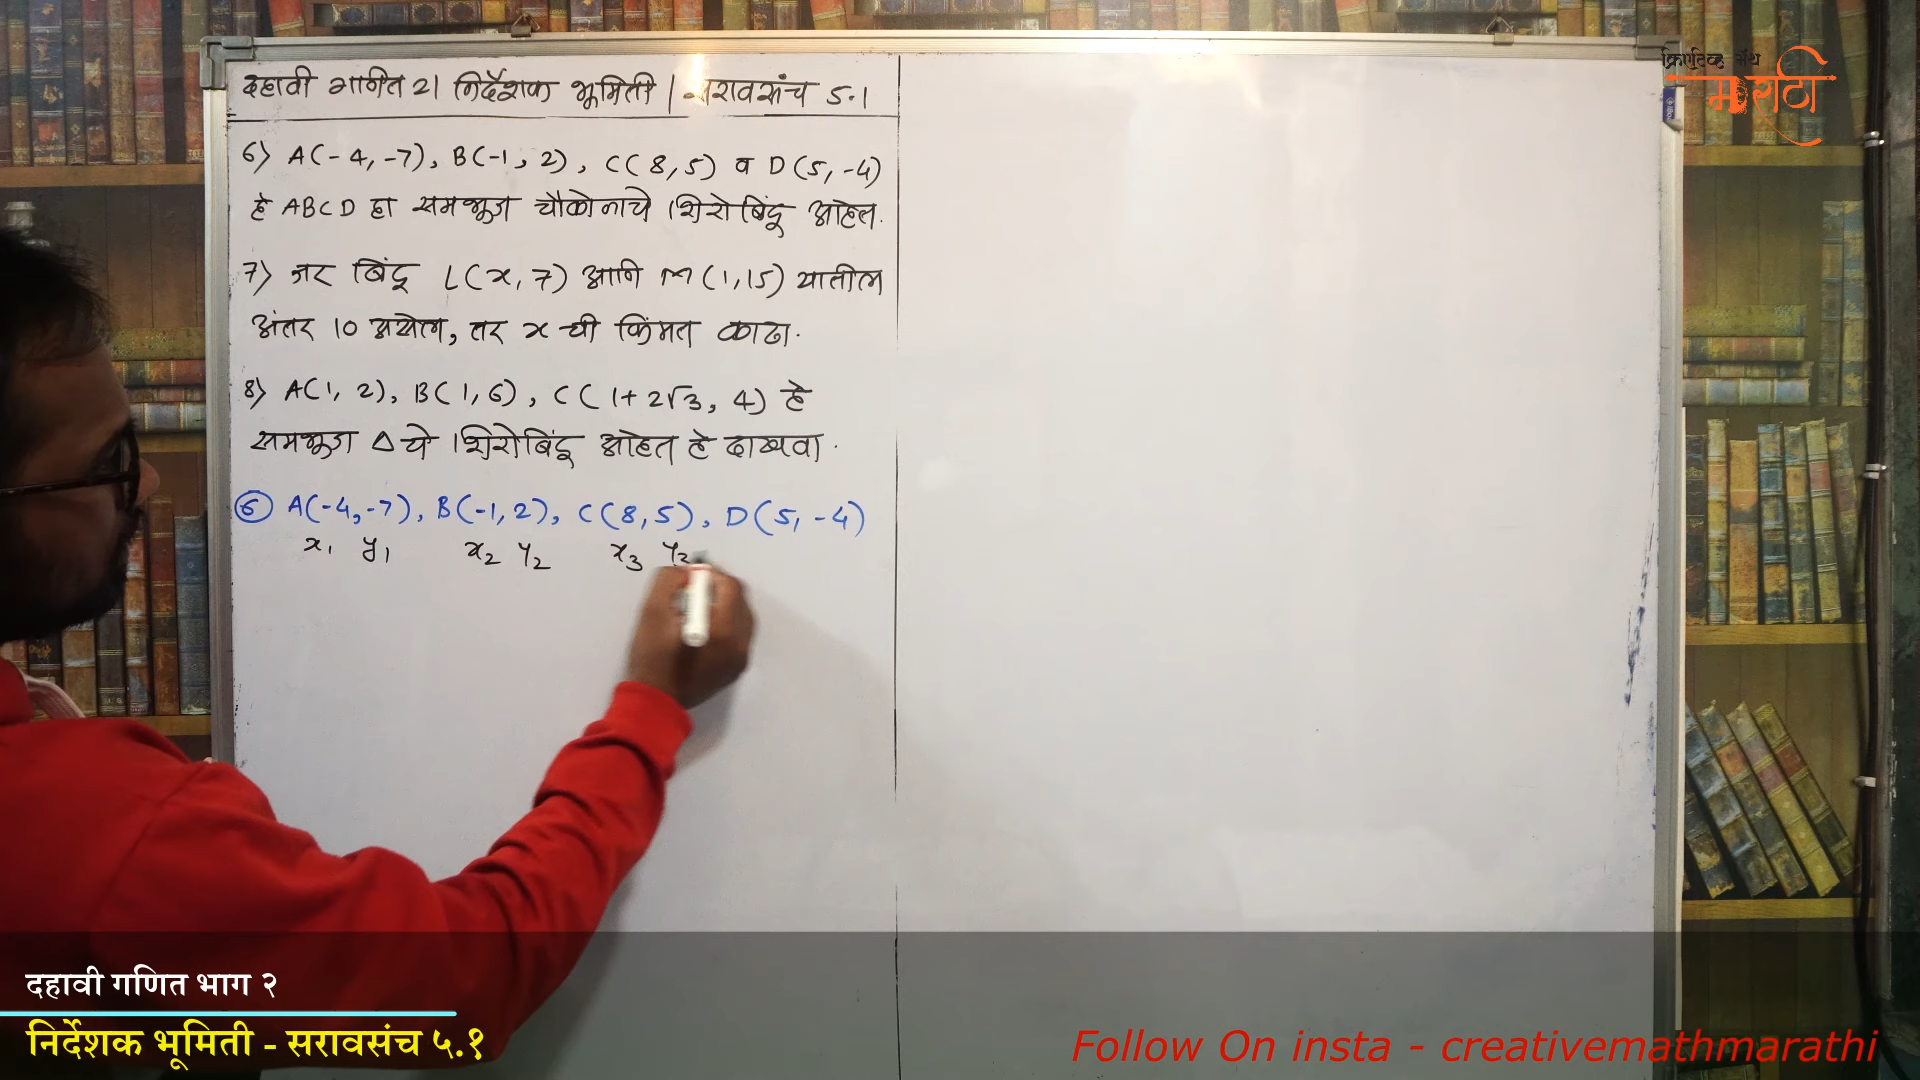 दहावी गणित 2| निर्देशक भूमिती | सरावसंच 5.1
6) A(-4,-7), B(-1, 2), C(8,5) व D(5,-4)
हे ABCD हा समभुज चौकोनाचे शिरोबिंदू आहेत.
7) जर बिंदू L(x, 7) आणि M(1,15) यातील
अंतर 10 असेल, तर x ची किंमत काढा.
8) A(1, 2), B(1,6), C(1+2√3, 4) हे
समभुज △ चे शिरोबिंदू आहेत हे दाखवा.
⑥ A(-4,-7), B(-1,2), C(8,5), D(5,-4)
x₁ y₁ x₂ y₂ x₃
क्रिएटिव्ह मॅथ
मराठी
दहावी गणित भाग २
निर्देशक भूमिती - सरावसंच ५.१
Follow On insta - creativemathmarathi